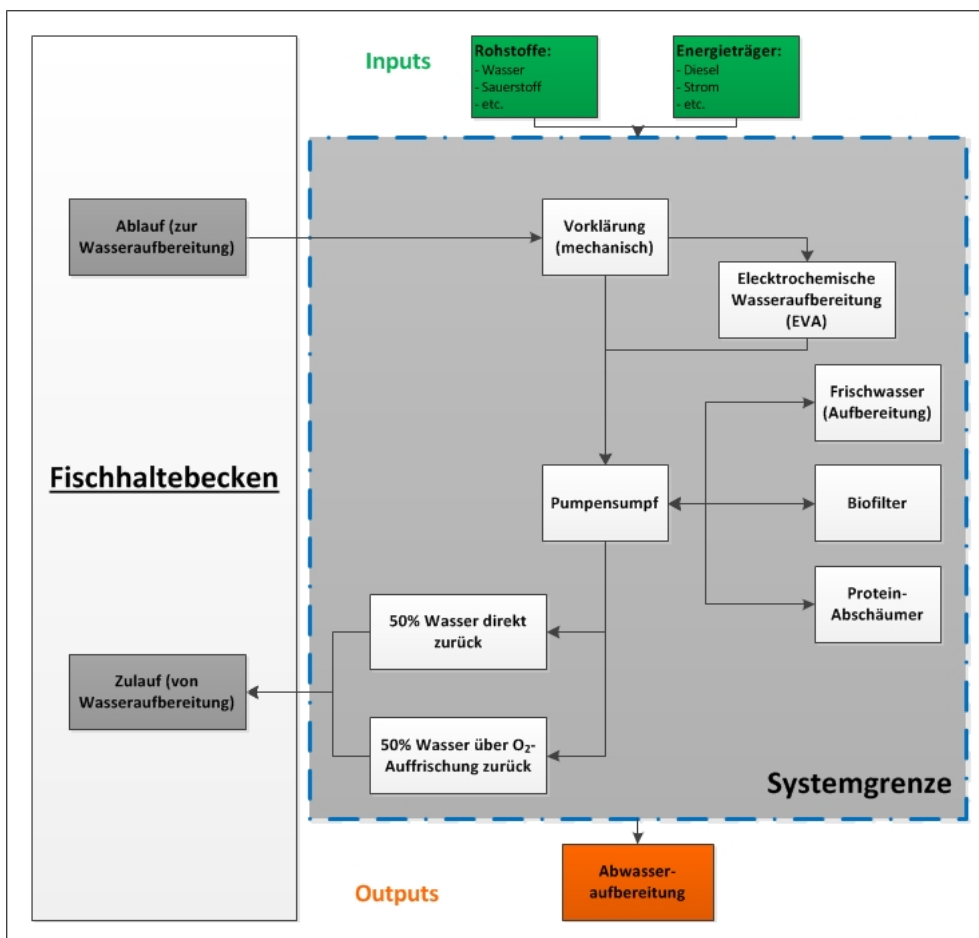 Inputs
Rohstoffe:
- Wasser
- Sauerstoff
- etc.
Energieträger:
- Diesel
- Strom
- etc.
Ablauf (zur
Wasseraufbereitung)
Vorklärung
(mechanisch)
Elecktrochemische
Wasseraufbereitung
(EVA)
Frischwasser
(Aufbereitung)
Fischhaltebecken
Pumpensumpf
Biofilter
Protein-
Abschäumer
50% Wasser direkt
zurück
Zulauf (von
Wasseraufbereitung)
50% Wasser über O₂-
Auffrischung zurück
Systemgrenze
Outputs
Abwasser-
aufbereitung